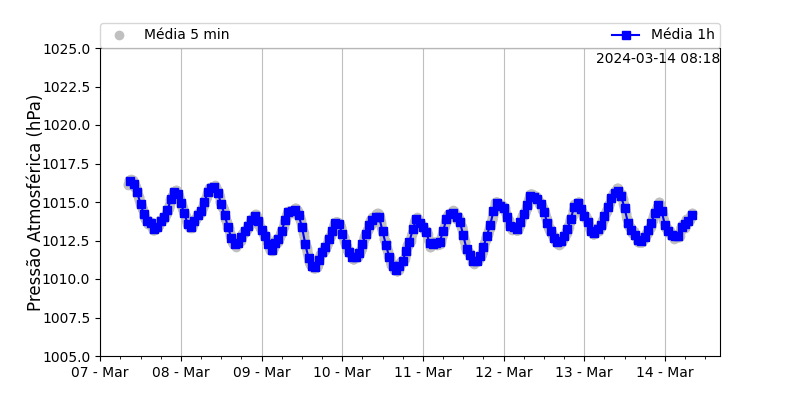 Média 5 min
Média 1h
2024-03-14 08:18
Pressão Atmosférica (hPa)
1025.0
1022.5
1020.0
1017.5
1015.0
1012.5
1010.0
1007.5
1005.0
07 - Mar 08 - Mar 09 - Mar 10 - Mar 11 - Mar 12 - Mar 13 - Mar 14 - Mar